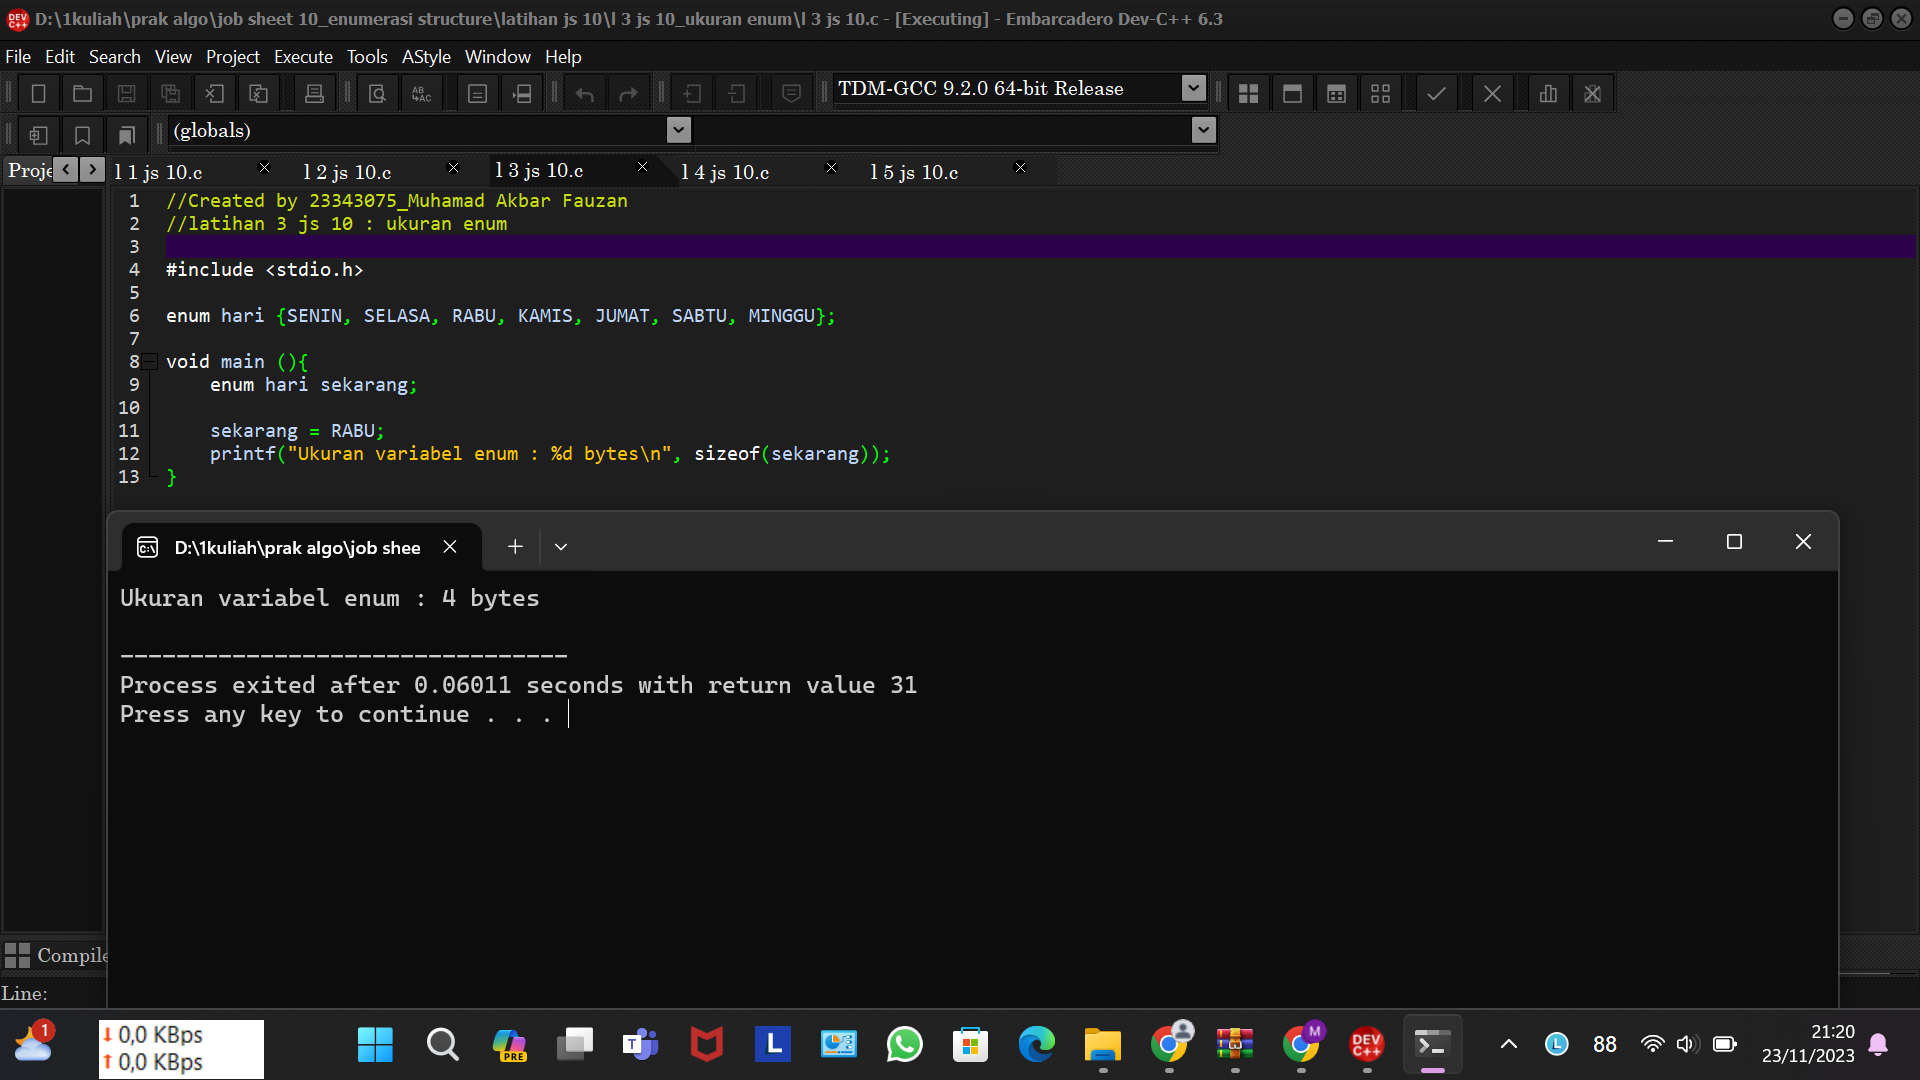 D:\1kuliah\prak algo\job sheet 10_enumerasi structure\latihan js 10\l 3 js 10_ukuran enum\l 3 js 10.c - [Executing] - Embarcadero Dev-C++ 6.3
File Edit Search View Project Execute Tools AStyle Window Help
TDM-GCC 9.2.0 64-bit Release
(globals)
Proje l 1 js 10.c l 2 js 10.c l 3 js 10.c l 4 js 10.c l 5 js 10.c
1 //Created by 23343075_Muhamad Akbar Fauzan
2 //latihan 3 js 10 : ukuran enum
3
4 #include <stdio.h>
5
6 enum hari {SENIN, SELASA, RABU, KAMIS, JUMAT, SABTU, MINGGU};
7
8 void main (){
9 enum hari sekarang;
10
11 sekarang = RABU;
12 printf("Ukuran variabel enum : %d bytes\n", sizeof(sekarang));
13 }
D:\1kuliah\prak algo\job shee
Ukuran variabel enum : 4 bytes
--------------------------------
Process exited after 0.06011 seconds with return value 31
Press any key to continue . . .
Compile
Line:
1
0,0 KBps
0,0 KBps
PRE
T
L
M
DEV C++
L
88
21:20
23/11/2023